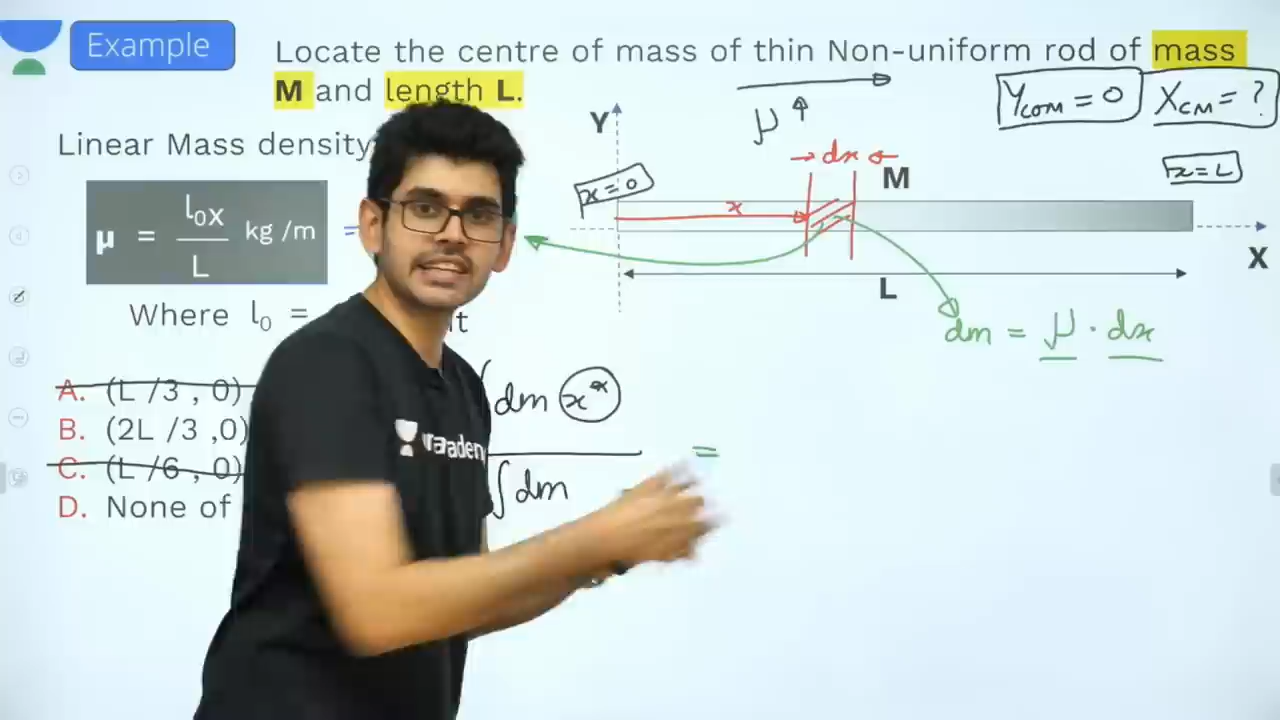 Example
Locate the centre of mass of thin Non-uniform rod of mass
M and length L.
Linear Mass density
μ = l₀x / L kg /m
Where l₀ =
A. (L /3 , 0)
B. (2L /3 ,0)
C. (L /6 , 0)
D. None of
∫ dm x
∫ dm
=
Y_COM = 0
X_CM = ?
μ ↑
Y
x = 0
x
→ dx ←
M
x = L
X
L
dm = μ · dx